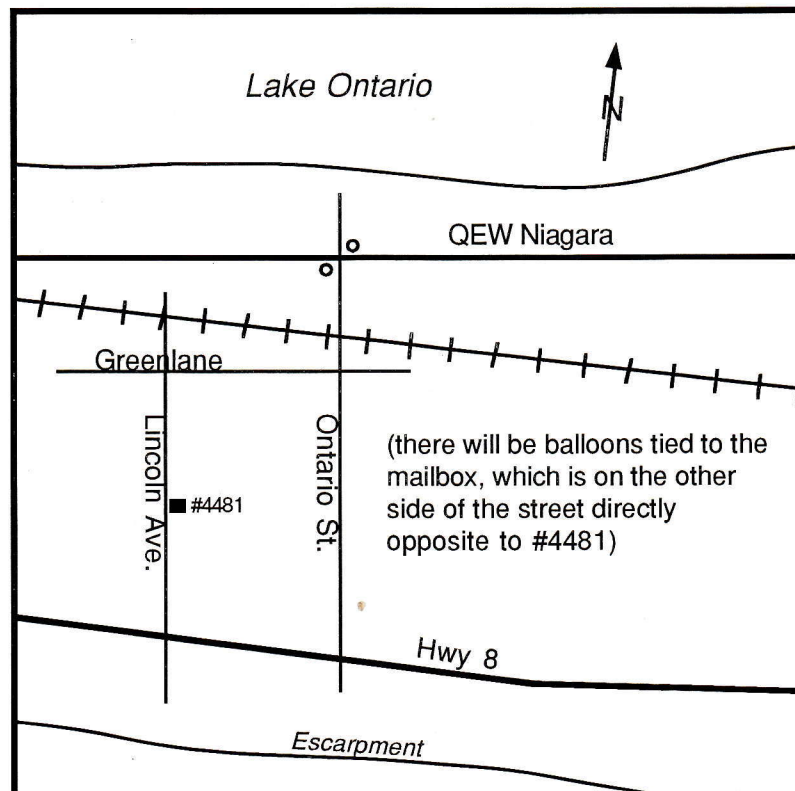 Lake Ontario
N
QEW Niagara
Greenlane
Lincoln Ave.
Ontario St.
(there will be balloons tied to the
mailbox, which is on the other
side of the street directly
opposite to #4481)
#4481
Hwy 8
Escarpment